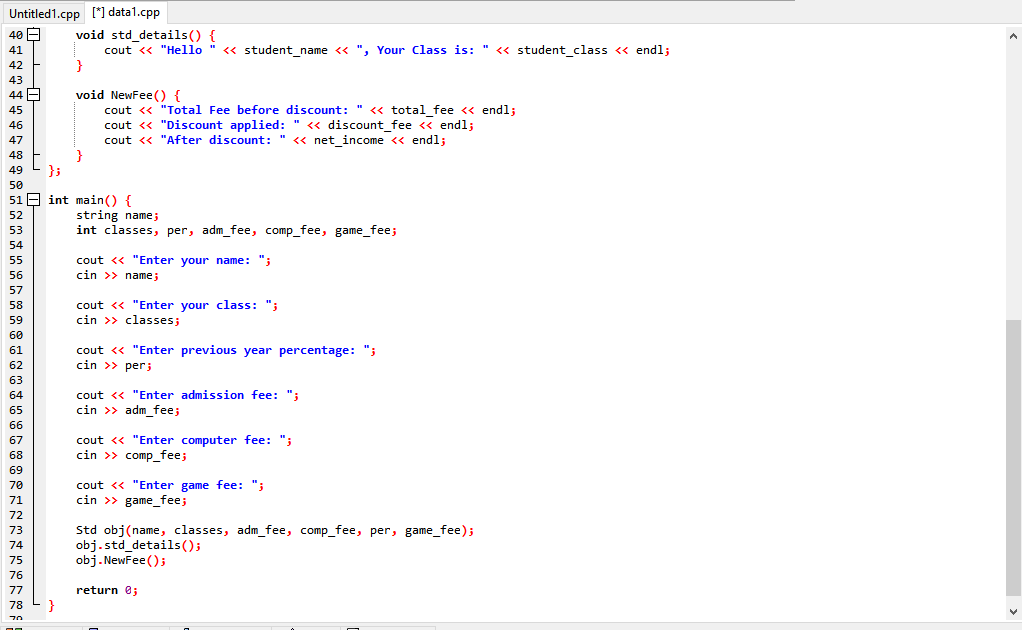 Untitled1.cpp [*] data1.cpp
40 void std_details() {
41 cout << "Hello " << student_name << ", Your Class is: " << student_class << endl;
42 }
43
44 void NewFee() {
45 cout << "Total Fee before discount: " << total_fee << endl;
46 cout << "Discount applied: " << discount_fee << endl;
47 cout << "After discount: " << net_income << endl;
48 }
49 };
50
51 int main() {
52 string name;
53 int classes, per, adm_fee, comp_fee, game_fee;
54
55 cout << "Enter your name: ";
56 cin >> name;
57
58 cout << "Enter your class: ";
59 cin >> classes;
60
61 cout << "Enter previous year percentage: ";
62 cin >> per;
63
64 cout << "Enter admission fee: ";
65 cin >> adm_fee;
66
67 cout << "Enter computer fee: ";
68 cin >> comp_fee;
69
70 cout << "Enter game fee: ";
71 cin >> game_fee;
72
73 Std obj(name, classes, adm_fee, comp_fee, per, game_fee);
74 obj.std_details();
75 obj.NewFee();
76
77 return 0;
78 }
79